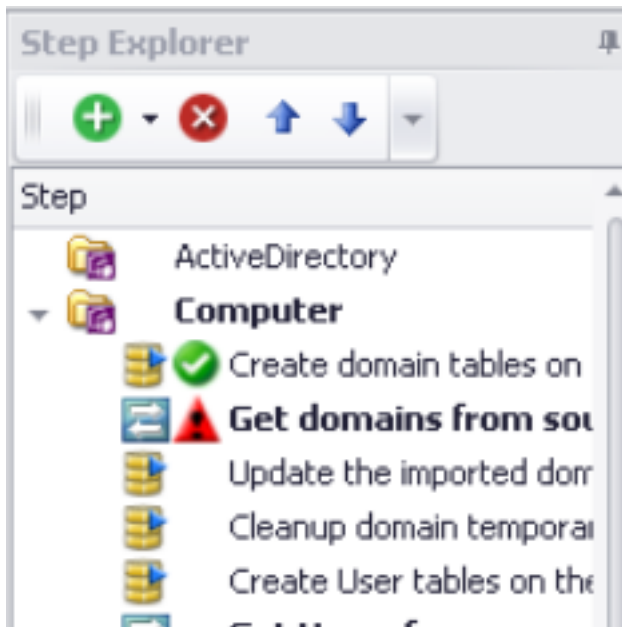 Step Explorer
Step
ActiveDirectory
Computer
Create domain tables on
Get domains from sou
Update the imported dom
Cleanup domain temporar
Create User tables on the